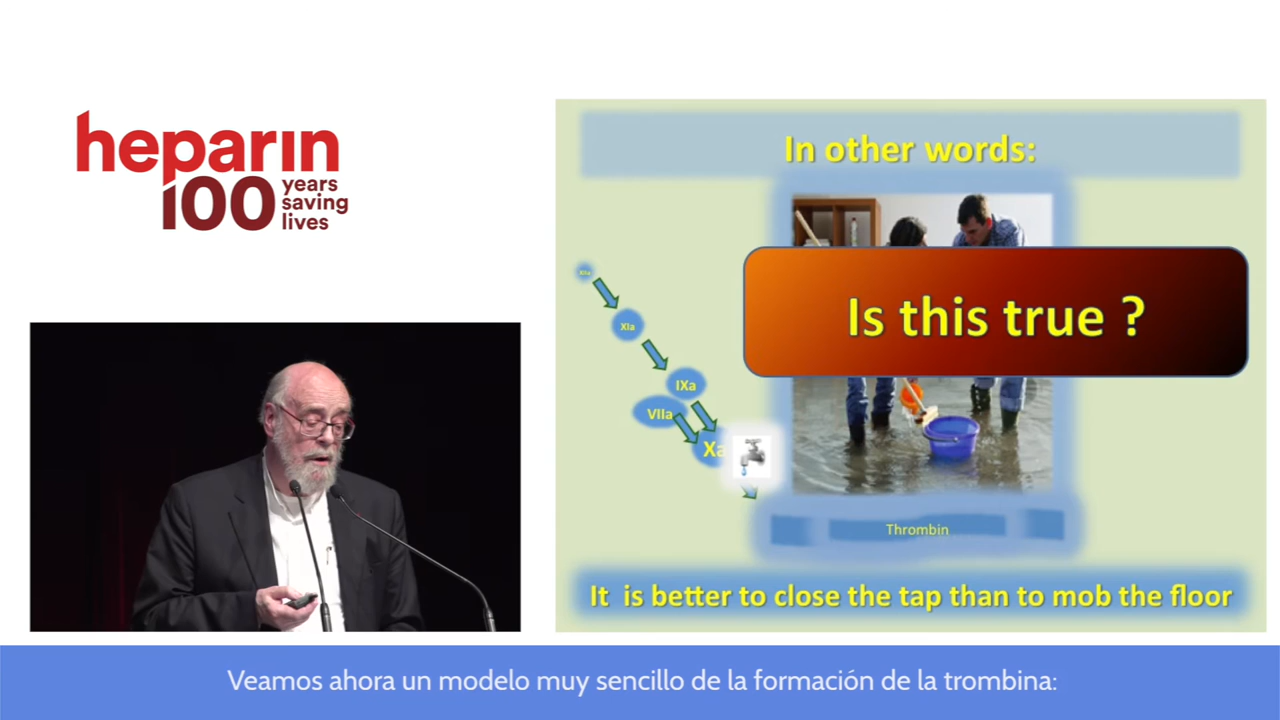 heparin
100 years
saving
lives
In other words:
Is this true ?
XIIa
XIa
IXa
VIIa
Xa
Thrombin
It is better to close the tap than to mob the floor
Veamos ahora un modelo muy sencillo de la formación de la trombina: